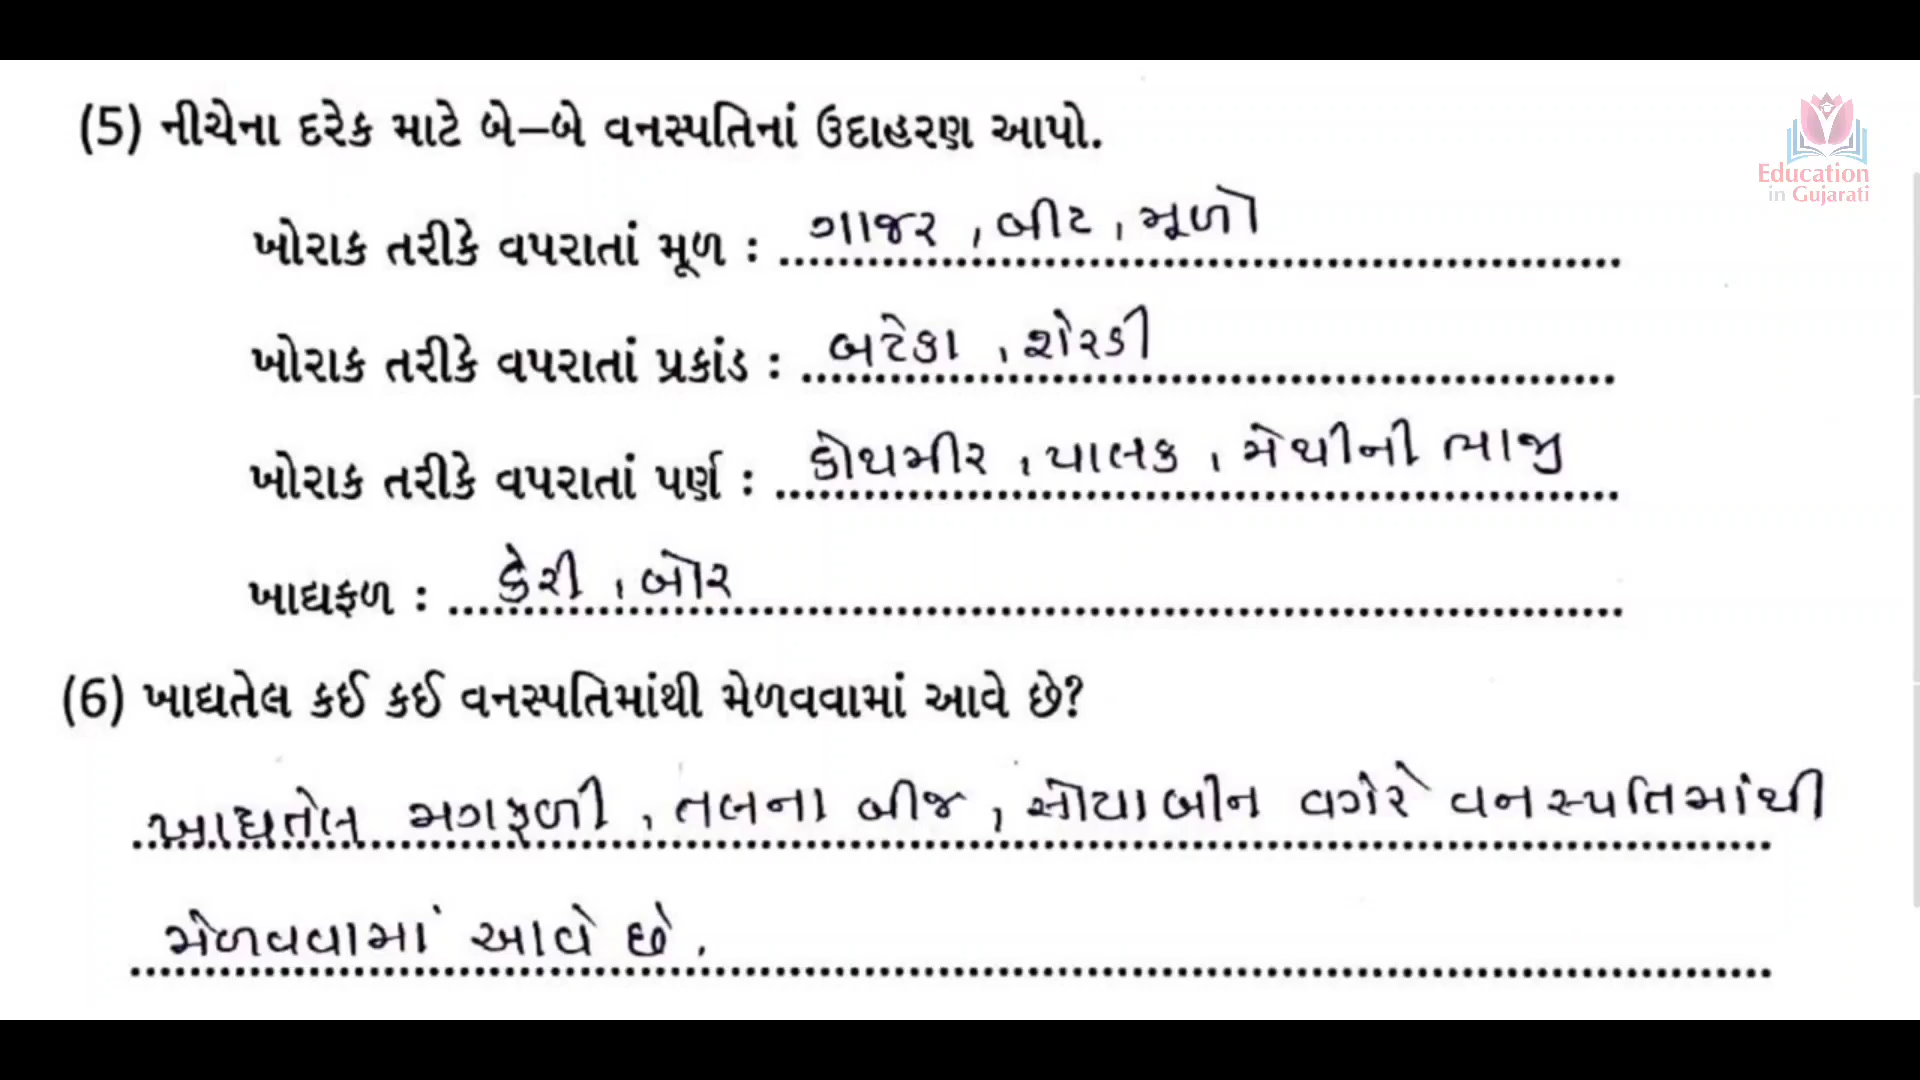 (5) નીચેના દરેક માટે બે–બે વનસ્પતિનાં ઉદાહરણ આપો.
Education
in Gujarati
ખોરાક તરીકે વપરાતાં મૂળ : ગાજર , બીટ , મૂળો
ખોરાક તરીકે વપરાતાં પ્રકાંડ : બટેકા , શેરડી
ખોરાક તરીકે વપરાતાં પર્ણ : કોથમીર , પાલક , મેથીની ભાજી
ખાદ્યફળ : કેરી , બોર
(6) ખાદ્યતેલ કઈ કઈ વનસ્પતિમાંથી મેળવવામાં આવે છે?
ખાદ્યતેલ મગફળી , તલના બીજ , સોયાબીન વગેરે વનસ્પતિમાંથી
મેળવવામાં આવે છે .